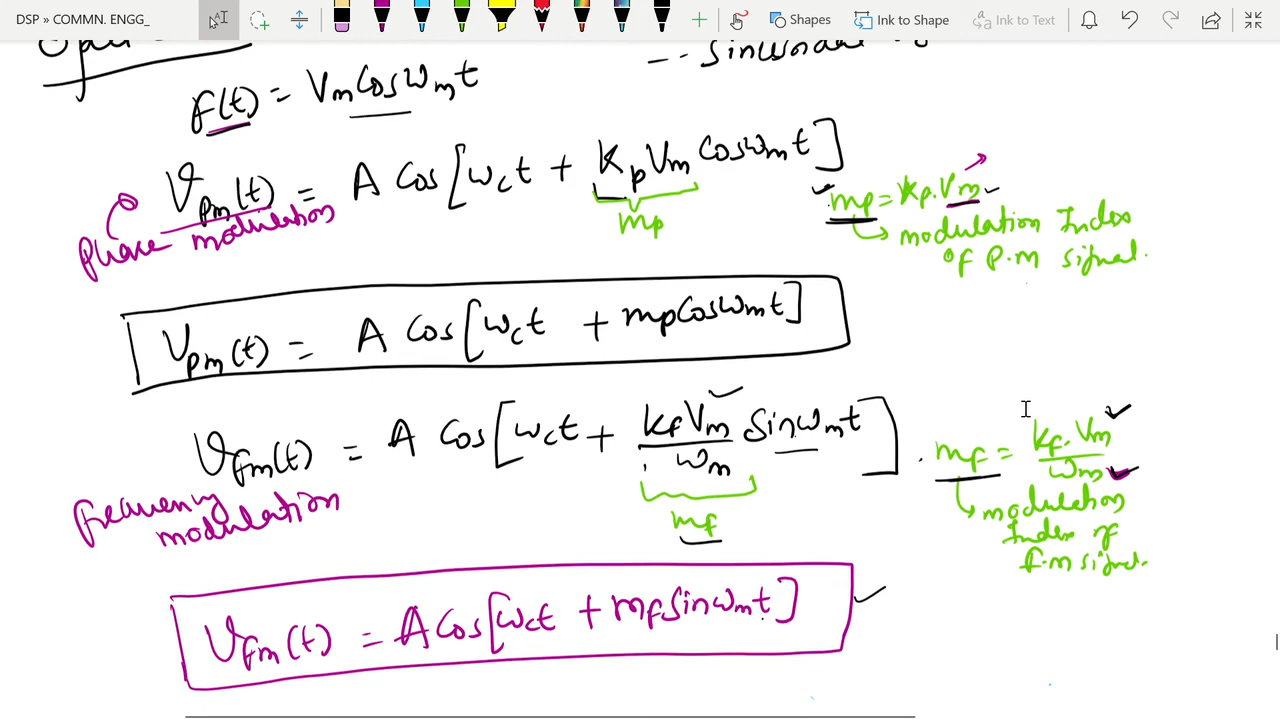 DSP » COMMN. ENGG_
Shapes
Ink to Shape
Ink to Text
f(t) = Vm Cos ωm t
Vpm(t) = A Cos[ωc t + Kp Vm Cos ωm t]
phase modulation
mp
mp = Kp. Vm
modulation Index
of P.M signal.
Vpm(t) = A Cos[ωc t + mp Cos ωm t]
Vfm(t) = A Cos[ωc t + kf Vm / ωm Sin ωm t].
frequency
modulation
mf
mf = kf. Vm / ωm
modulation
Index of
f.m signal.
Vfm(t) = A Cos[ωc t + mf Sin ωm t]